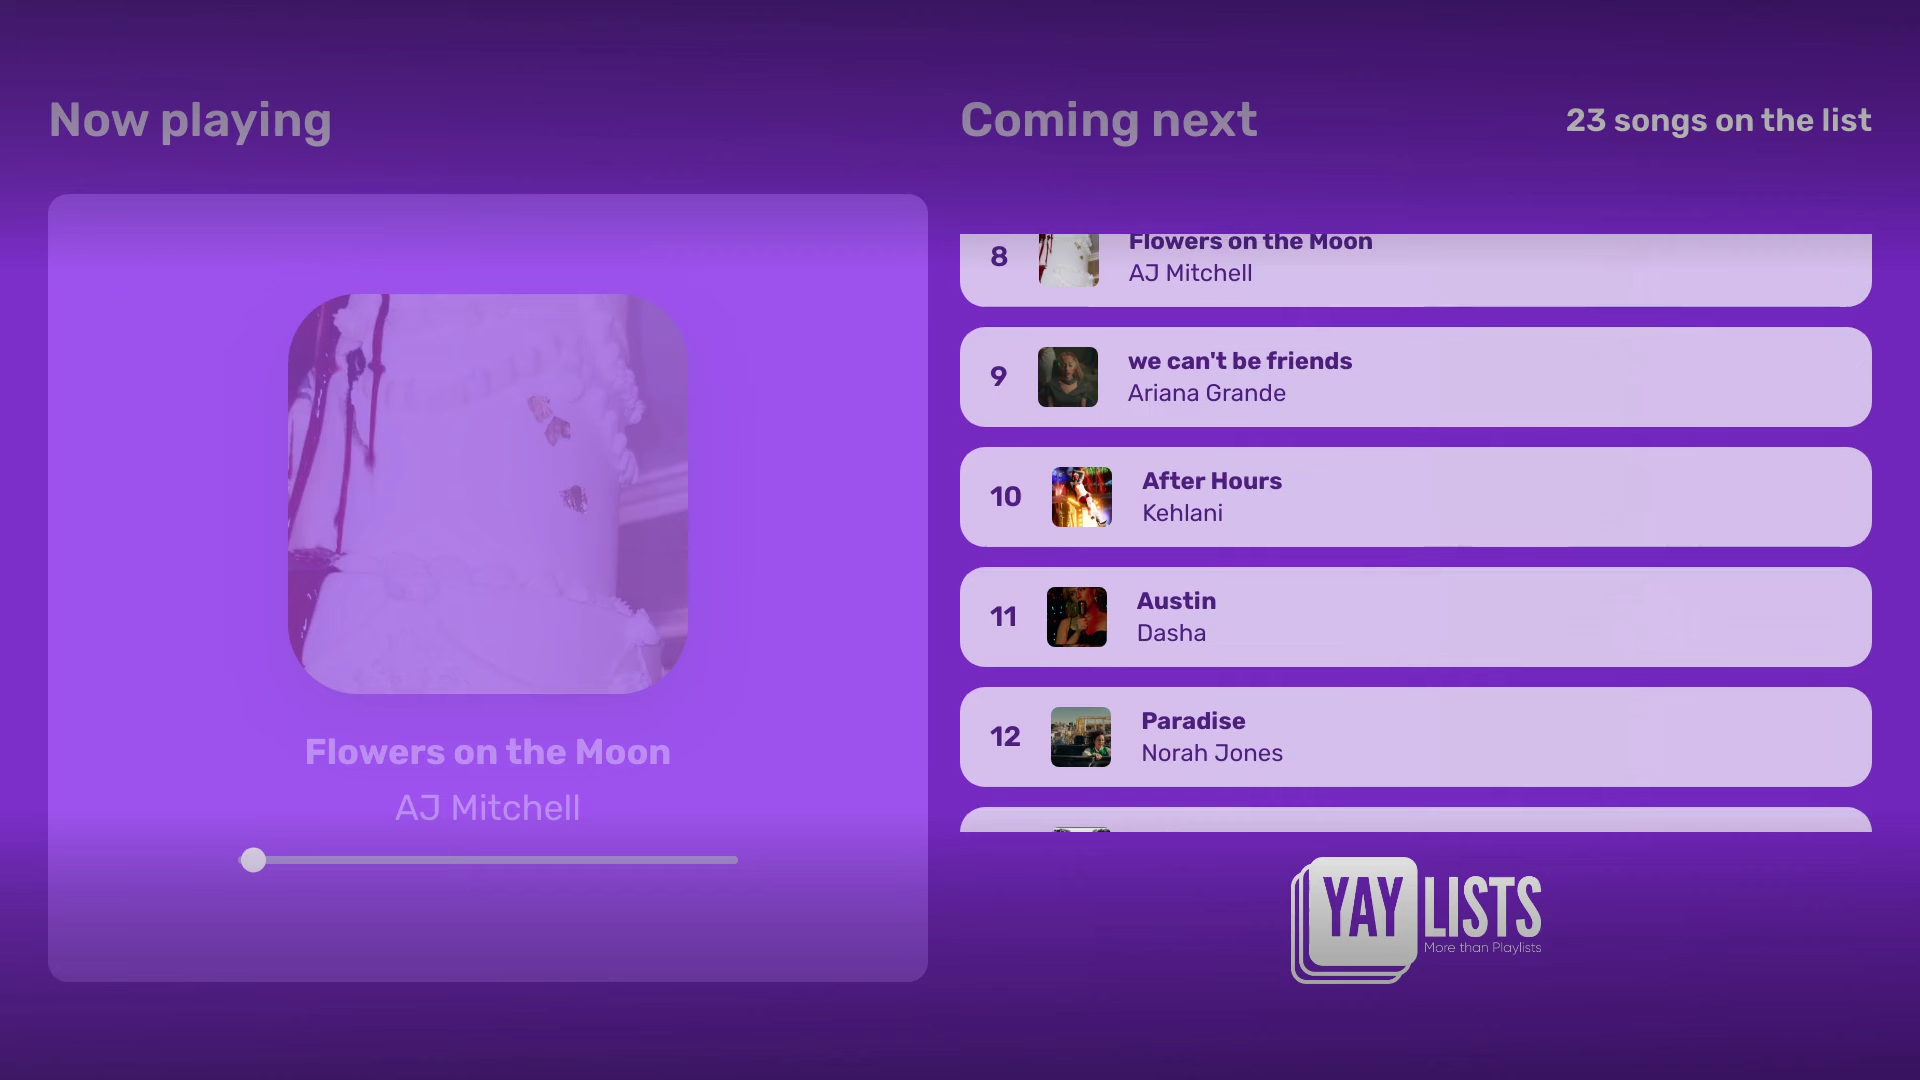 Now playing
Flowers on the Moon
AJ Mitchell
Coming next
23 songs on the list
8
Flowers on the Moon
AJ Mitchell
9
we can't be friends
Ariana Grande
10
After Hours
Kehlani
11
Austin
Dasha
12
Paradise
Norah Jones
YAY LISTS
More than Playlists